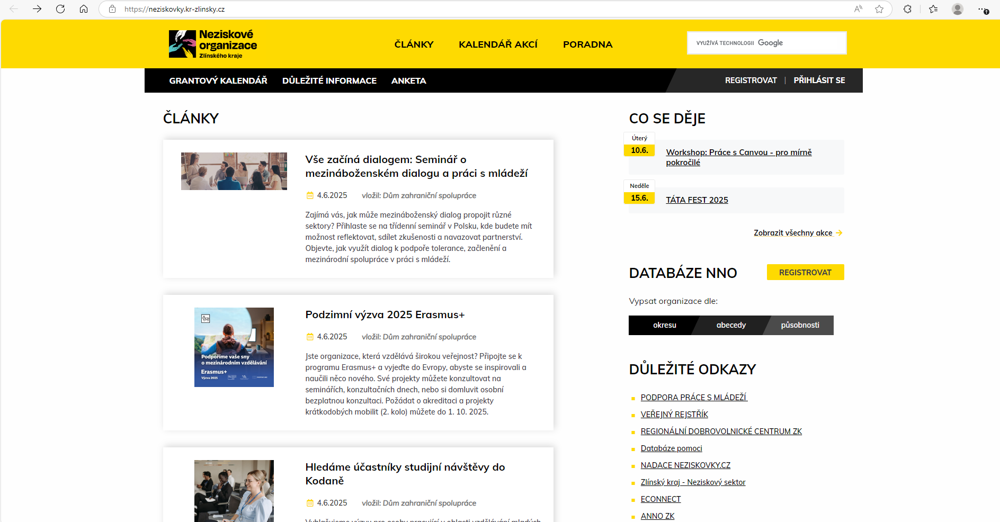 https://neziskovky.kr-zlinsky.cz
Neziskové
organizace
Zlínského kraje
ČLÁNKY
KALENDÁŘ AKCÍ
PORADNA
VYUŽÍVÁ TECHNOLOGII Google
GRANTOVÝ KALENDÁŘ
DŮLEŽITÉ INFORMACE
ANKETA
REGISTROVAT | PŘIHLÁSIT SE
ČLÁNKY
Vše začíná dialogem: Seminář o
mezináboženském dialogu a práci s mládeží
4.6.2025 vložil: Dům zahraniční spolupráce
Zajímá vás, jak může mezináboženský dialog propojit různé
sektory? Přihlaste se na třídenní seminář v Polsku, kde budete mít
možnost reflektovat, sdílet zkušenosti a navazovat partnerství.
Objevte, jak využít dialog k podpoře tolerance, začlenění a
mezinárodní spolupráce v práci s mládeží.
Podpoříme vaše sny
o mezinárodním vzdělávání
Erasmus+
Výzva 2025
Podzimní výzva 2025 Erasmus+
4.6.2025 vložil: Dům zahraniční spolupráce
Jste organizace, která vzdělává širokou veřejnost? Připojte se k
programu Erasmus+ a vyjeďte do Evropy, abyste se inspirovali a
naučili něco nového. Své projekty můžete konzultovat na
seminářích, konzultačních dnech, nebo si domluvit osobní
bezplatnou konzultaci. Požádat o akreditaci a projekty
krátkodobých mobilit (2. kolo) můžete do 1. 10. 2025.
Hledáme účastníky studijní návštěvy do
Kodaně
4.6.2025 vložil: Dům zahraniční spolupráce
Vyhlašujeme výzvu pro osoby pracující v oblasti vzdělávání mladých
CO SE DĚJE
Úterý
10.6.
Workshop: Práce s Canvou - pro mírně
pokročilé
Neděle
15.6.
TÁTA FEST 2025
Zobrazit všechny akce
DATABÁZE NNO
REGISTROVAT
Vypsat organizace dle:
okresu abecedy působnosti
DŮLEŽITÉ ODKAZY
PODPORA PRÁCE S MLÁDEŽÍ
VEŘEJNÝ REJSTŘÍK
REGIONÁLNÍ DOBROVOLNICKÉ CENTRUM ZK
Databáze pomoci
NADACE NEZISKOVKY.CZ
Zlínský kraj - Neziskový sektor
ECONNECT
ANNO ZK